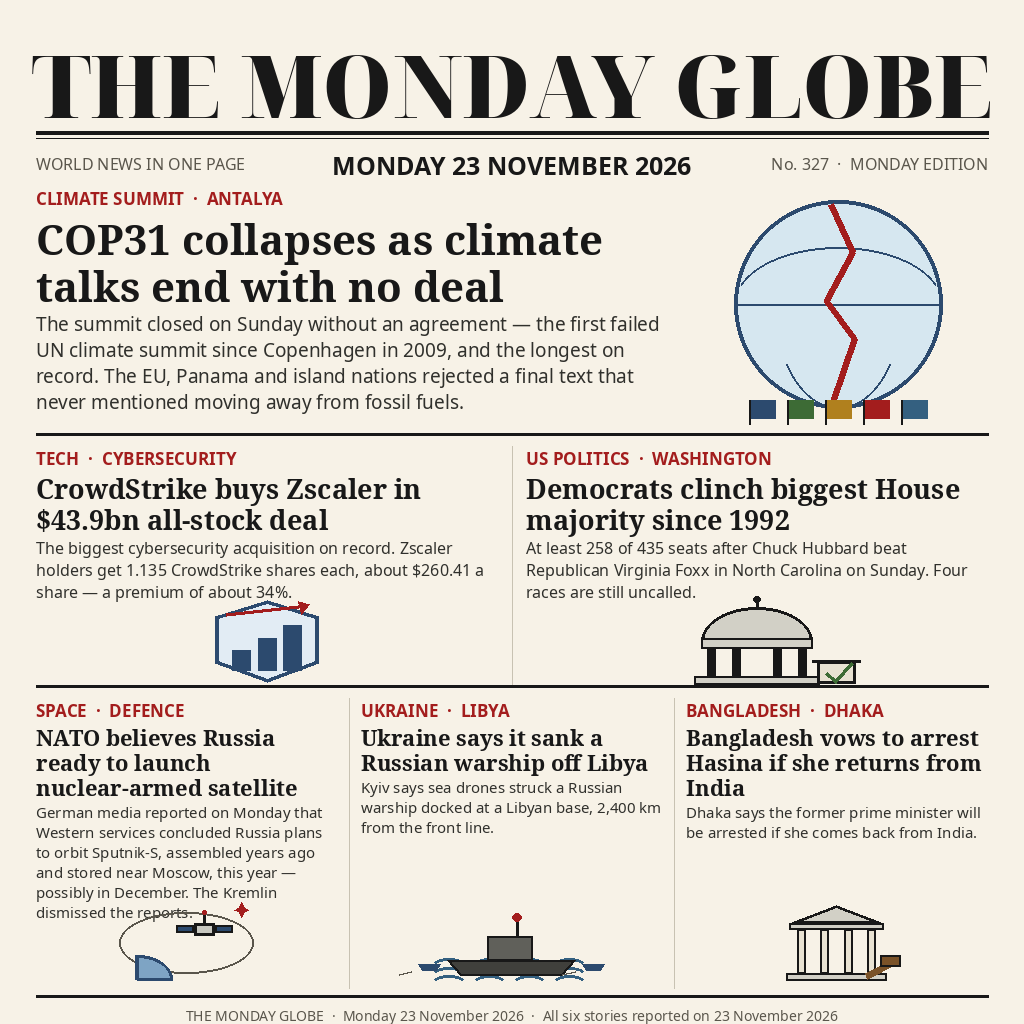 THE MONDAY GLOBE
WORLD NEWS IN ONE PAGE
MONDAY 23 NOVEMBER 2026
No. 327 · MONDAY EDITION
CLIMATE SUMMIT · ANTALYA
COP31 collapses as climate
talks end with no deal
The summit closed on Sunday without an agreement — the first failed
UN climate summit since Copenhagen in 2009, and the longest on
record. The EU, Panama and island nations rejected a final text that
never mentioned moving away from fossil fuels.
TECH · CYBERSECURITY
CrowdStrike buys Zscaler in
$43.9bn all-stock deal
The biggest cybersecurity acquisition on record. Zscaler
holders get 1.135 CrowdStrike shares each, about $260.41 a
share — a premium of about 34%.
US POLITICS · WASHINGTON
Democrats clinch biggest House
majority since 1992
At least 258 of 435 seats after Chuck Hubbard beat
Republican Virginia Foxx in North Carolina on Sunday. Four
races are still uncalled.
SPACE · DEFENCE
NATO believes Russia
ready to launch
nuclear-armed satellite
German media reported on Monday that
Western services concluded Russia plans
to orbit Sputnik-S, assembled years ago
and stored near Moscow, this year —
possibly in December. The Kremlin
dismissed the reports.
UKRAINE · LIBYA
Ukraine says it sank a
Russian warship off Libya
Kyiv says sea drones struck a Russian
warship docked at a Libyan base, 2,400 km
from the front line.
BANGLADESH · DHAKA
Bangladesh vows to arrest
Hasina if she returns from
India
Dhaka says the former prime minister will
be arrested if she comes back from India.
THE MONDAY GLOBE · Monday 23 November 2026 · All six stories reported on 23 November 2026